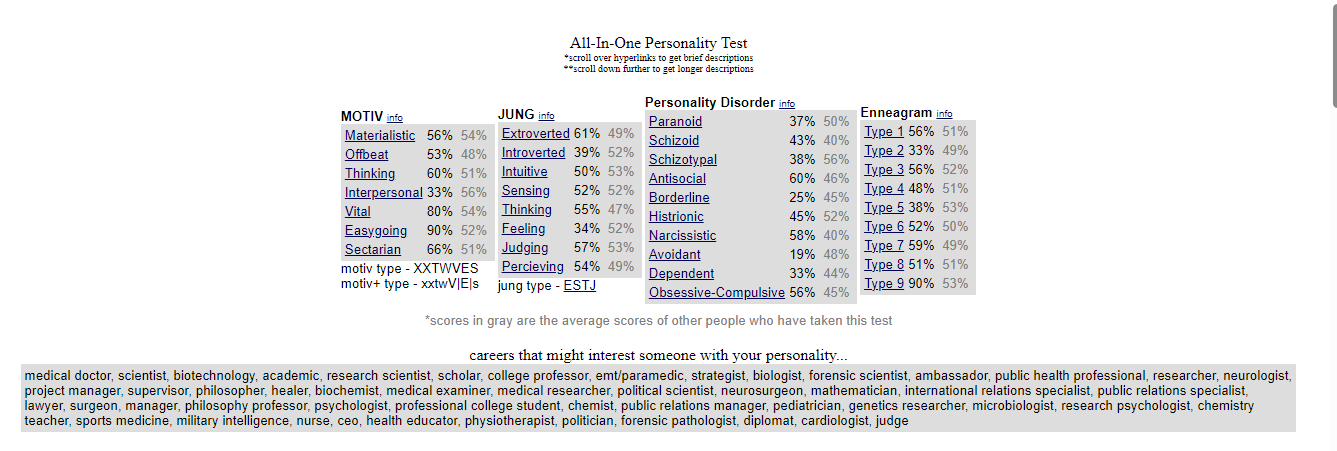 All-In-One Personality Test
*scroll over hyperlinks to get brief descriptions
**scroll down further to get longer descriptions
MOTIV info
Materialistic 56% 54%
Offbeat 53% 48%
Thinking 60% 51%
Interpersonal 33% 56%
Vital 80% 54%
Easygoing 90% 52%
Sectarian 66% 51%
motiv type - XXTWVES
motiv+ type - xxtwV|E|s
JUNG info
Extroverted 61% 49%
Introverted 39% 52%
Intuitive 50% 53%
Sensing 52% 52%
Thinking 55% 47%
Feeling 34% 52%
Judging 57% 53%
Percieving 54% 49%
jung type - ESTJ
Personality Disorder info
Paranoid 37% 50%
Schizoid 43% 40%
Schizotypal 38% 56%
Antisocial 60% 46%
Borderline 25% 45%
Histrionic 45% 52%
Narcissistic 58% 40%
Avoidant 19% 48%
Dependent 33% 44%
Obsessive-Compulsive 56% 45%
Enneagram info
Type 1 56% 51%
Type 2 33% 49%
Type 3 56% 52%
Type 4 48% 51%
Type 5 38% 53%
Type 6 52% 50%
Type 7 59% 49%
Type 8 51% 51%
Type 9 90% 53%
*scores in gray are the average scores of other people who have taken this test
careers that might interest someone with your personality...
medical doctor, scientist, biotechnology, academic, research scientist, scholar, college professor, emt/paramedic, strategist, biologist, forensic scientist, ambassador, public health professional, researcher, neurologist,
project manager, supervisor, philosopher, healer, biochemist, medical examiner, medical researcher, political scientist, neurosurgeon, mathematician, international relations specialist, public relations specialist,
lawyer, surgeon, manager, philosophy professor, psychologist, professional college student, chemist, public relations manager, pediatrician, genetics researcher, microbiologist, research psychologist, chemistry
teacher, sports medicine, military intelligence, nurse, ceo, health educator, physiotherapist, politician, forensic pathologist, diplomat, cardiologist, judge